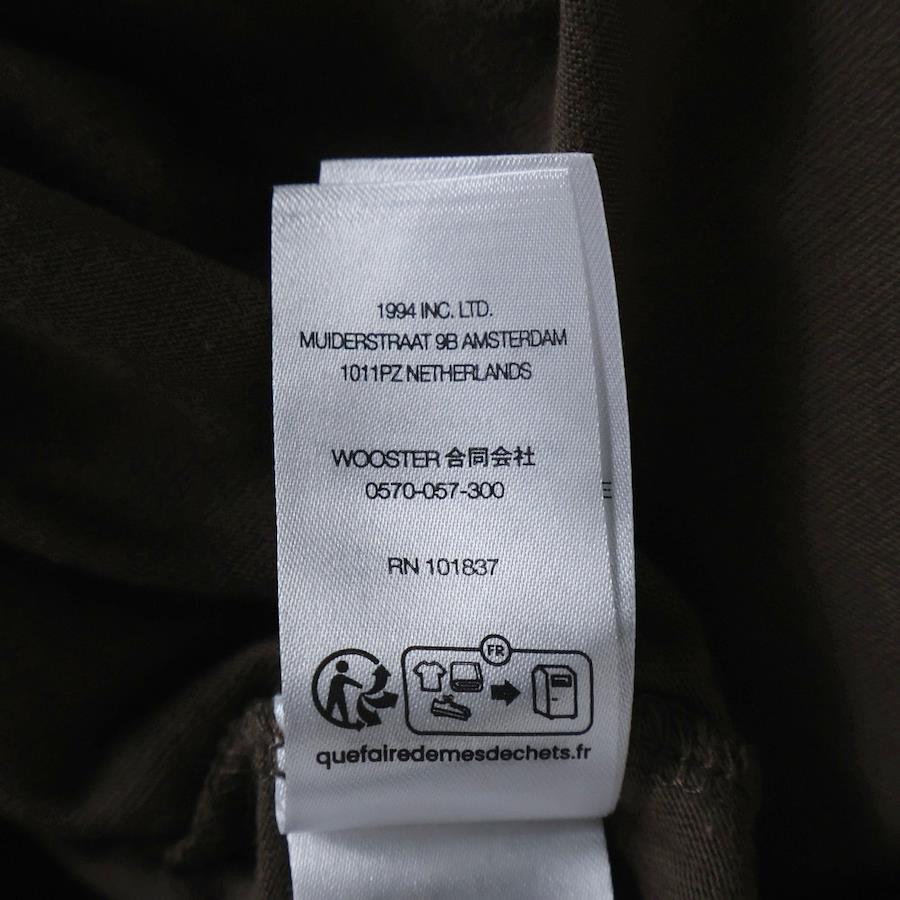 1994 INC. LTD.
MUIDERSTRAAT 9B AMSTERDAM
1011PZ NETHERLANDS
WOOSTER 合同会社
0570-057-300
E
RN 101837
FR
quefairedemesdechets.fr